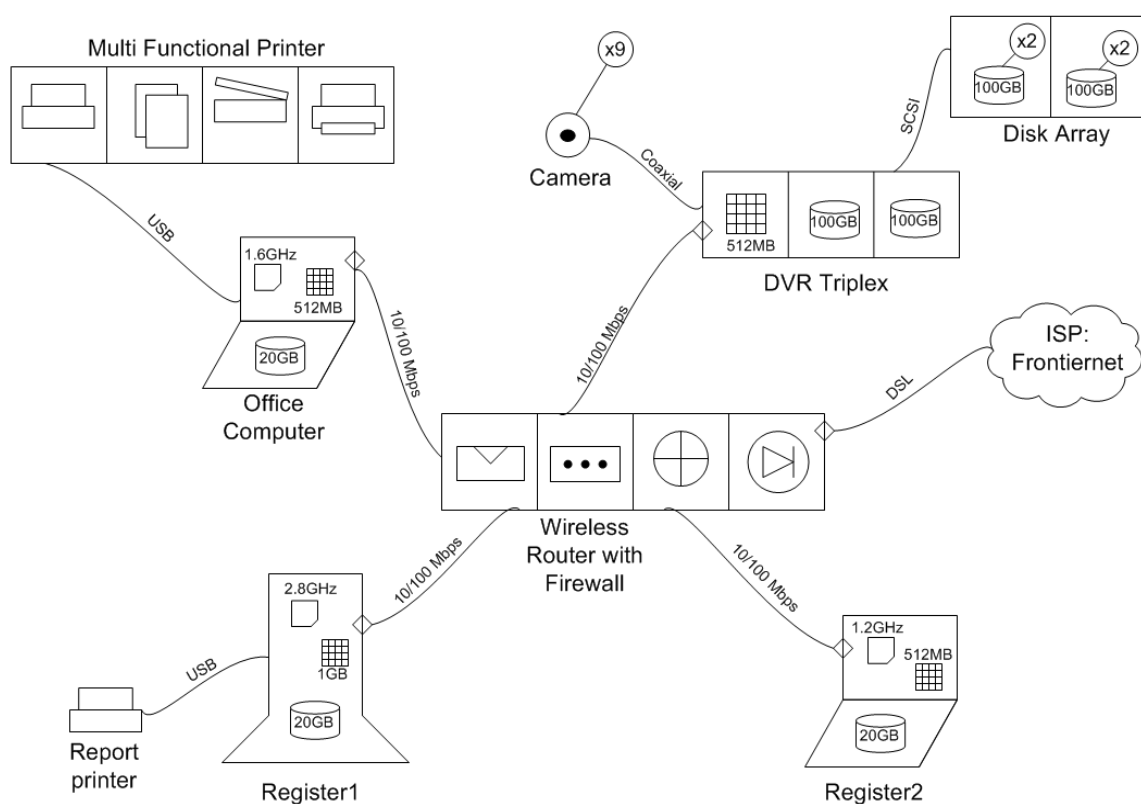 Multi Functional Printer
USB
1.6GHz
512MB
20GB
Office
Computer
10/100 Mbps
x9
Camera
Coaxial
x2
x2
100GB
100GB
Disk Array
SCSI
512MB
100GB
100GB
DVR Triplex
10/100 Mbps
ISP:
Frontiernet
DSL
Wireless
Router with
Firewall
10/100 Mbps
10/100 Mbps
2.8GHz
1GB
20GB
Register1
USB
Report
printer
1.2GHz
512MB
20GB
Register2